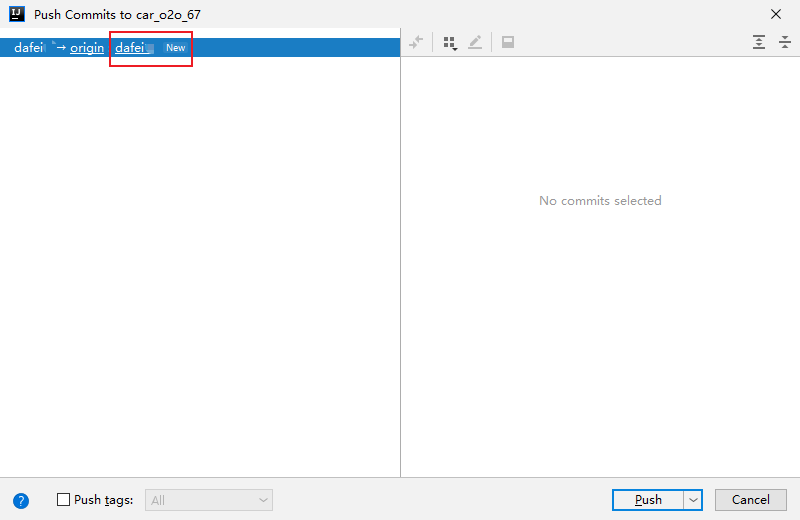 Push Commits to car_o2o_67
dafei → origin dafei New
No commits selected
? Push tags: All Push Cancel